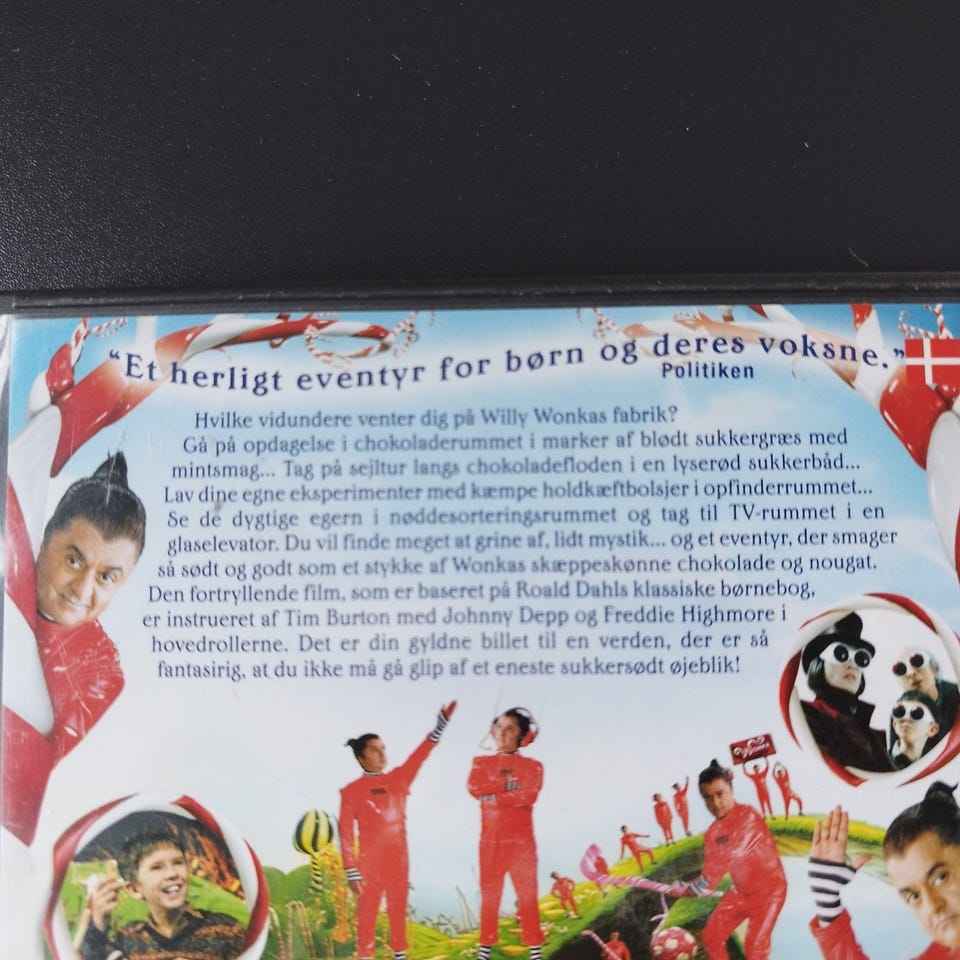 “Et herligt eventyr for børn og deres voksne.”
Politiken
Hvilke vidundere venter dig på Willy Wonkas fabrik?
Gå på opdagelse i chokoladerummet i marker af blødt sukkergræs med
mintsmag... Tag på sejltur langs chokoladefloden i en lyserød sukkerbåd...
Lav dine egne eksperimenter med kæmpe holdkæftbolsjer i opfinderrummet...
Se de dygtige egern i nøddesorteringsrummet og tag til TV-rummet i en
glaselevator. Du vil finde meget at grine af, lidt mystik... og et eventyr, der smager
så sødt og godt som et stykke af Wonkas skæppeskønne chokolade og nougat.
Den fortryllende film, som er baseret på Roald Dahls klassiske børnebog,
er instrueret af Tim Burton med Johnny Depp og Freddie Highmore i
hovedrollerne. Det er din gyldne billet til en verden, der er så
fantasirig, at du ikke må gå glip af et eneste sukkersødt øjeblik!